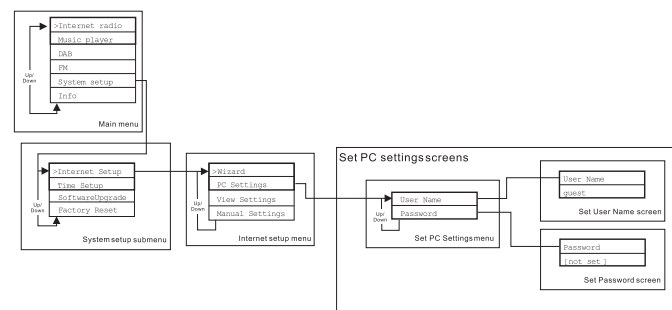 >Internet radio
Music player
DAB
FM
System setup
Info
Up/
Down
Main menu
>Internet Setup
Time Setup
SoftwareUpgrade
Factory Reset
Up/
Down
System setup submenu
>Wizard
PC Settings
View Settings
Manual Settings
Up/
Down
Internet setup menu
Set PC settings screens
User Name
Password
Up/
Down
Set PC Settings menu
User Name
guest
Set User Name screen
Password
[not set ]
Set Password screen